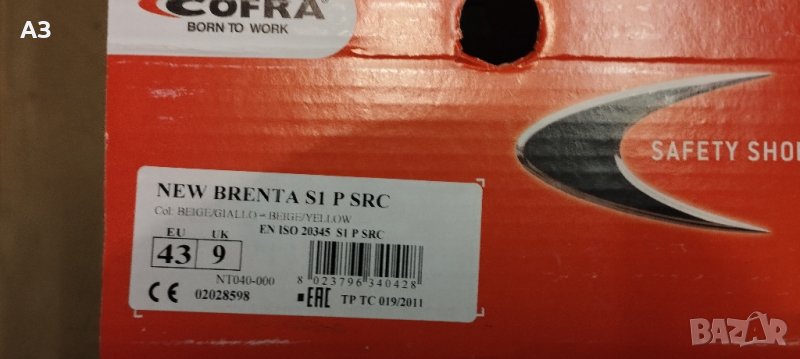 A3
COFRA®
BORN TO WORK
SAFETY SHO
NEW BRENTA S1 P SRC
Col: BEIGE/GIALLO - BEIGE/YELLOW
EN ISO 20345 S1 P SRC
EU UK
43 9
NT040-000
8 023796 340428
CE 02028598
EAC TP TC 019/2011
BAZAR